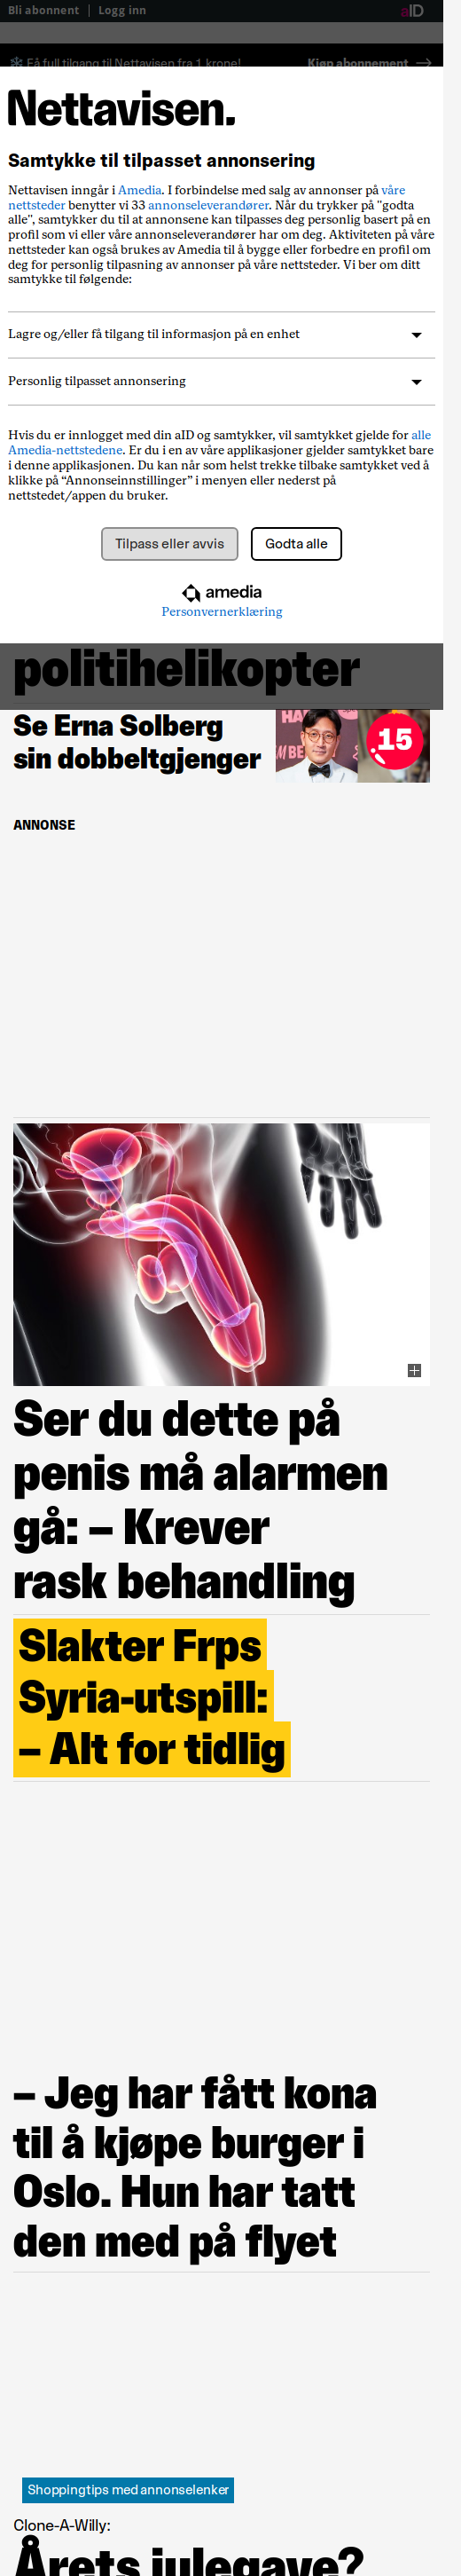 Bli abonnent | Logg inn
aID
Få full tilgang til Nettavisen fra 1 krone!
Kjøp abonnement →
Nettavisen.
Samtykke til tilpasset annonsering
Nettavisen inngår i Amedia. I forbindelse med salg av annonser på våre
nettsteder benytter vi 33 annonseleverandører. Når du trykker på "godta
alle", samtykker du til at annonsene kan tilpasses deg personlig basert på en
profil som vi eller våre annonseleverandører har om deg. Aktiviteten på våre
nettsteder kan også brukes av Amedia til å bygge eller forbedre en profil om
deg for personlig tilpasning av annonser på våre nettsteder. Vi ber om ditt
samtykke til følgende:
Lagre og/eller få tilgang til informasjon på en enhet
Personlig tilpasset annonsering
Hvis du er innlogget med din aID og samtykker, vil samtykket gjelde for alle
Amedia-nettstedene. Er du i en av våre applikasjoner gjelder samtykket bare
i denne applikasjonen. Du kan når som helst trekke tilbake samtykket ved å
klikke på “Annonseinnstillinger” i menyen eller nederst på
nettstedet/appen du bruker.
Tilpass eller avvis
Godta alle
amedia
Personvernerklæring
politihelikopter
Se Erna Solberg
sin dobbeltgjenger
15
ANNONSE
Ser du dette på
penis må alarmen
gå: – Krever
rask behandling
Slakter Frps
Syria-utspill:
– Alt for tidlig
– Jeg har fått kona
til å kjøpe burger i
Oslo. Hun har tatt
den med på flyet
Shoppingtips med annonselenker
Clone-A-Willy:
Årets julegave?